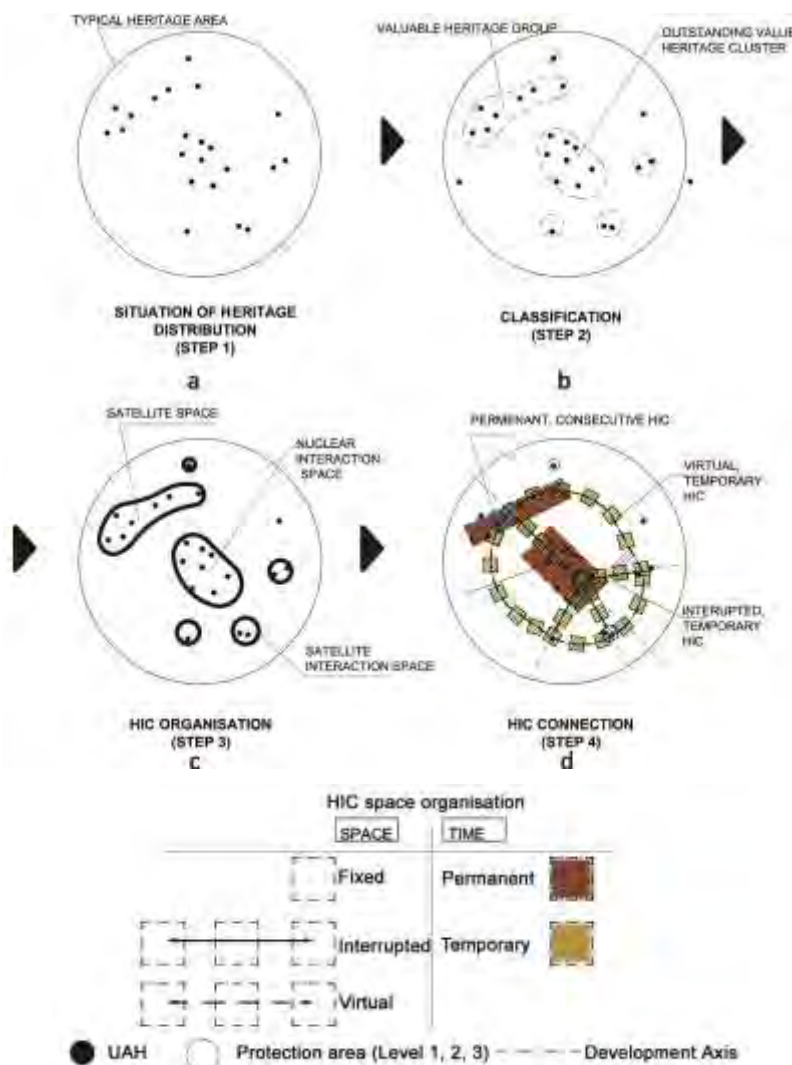 TYPICAL HERITAGE AREA
SITUATION OF HERITAGE
DISTRIBUTION
(STEP 1)
a
VALUABLE HERITAGE GROUP
OUTSTANDING VALUE
HERITAGE CLUSTER
CLASSIFICATION
(STEP 2)
b
SATELLITE SPACE
NUCLEAR
INTERACTION
SPACE
SATELLITE
INTERACTION SPACE
HIC ORGANISATION
(STEP 3)
c
PERMENANT, CONSECUTIVE HIC
VIRTUAL,
TEMPORARY
HIC
INTERUPTED,
TEMPORARY
HIC
HIC CONNECTION
(STEP 4)
d
HIC space organisation
SPACE TIME
Fixed Permanent
Interrupted Temporary
Virtual
UAH Protection area (Level 1, 2, 3) Development Axis